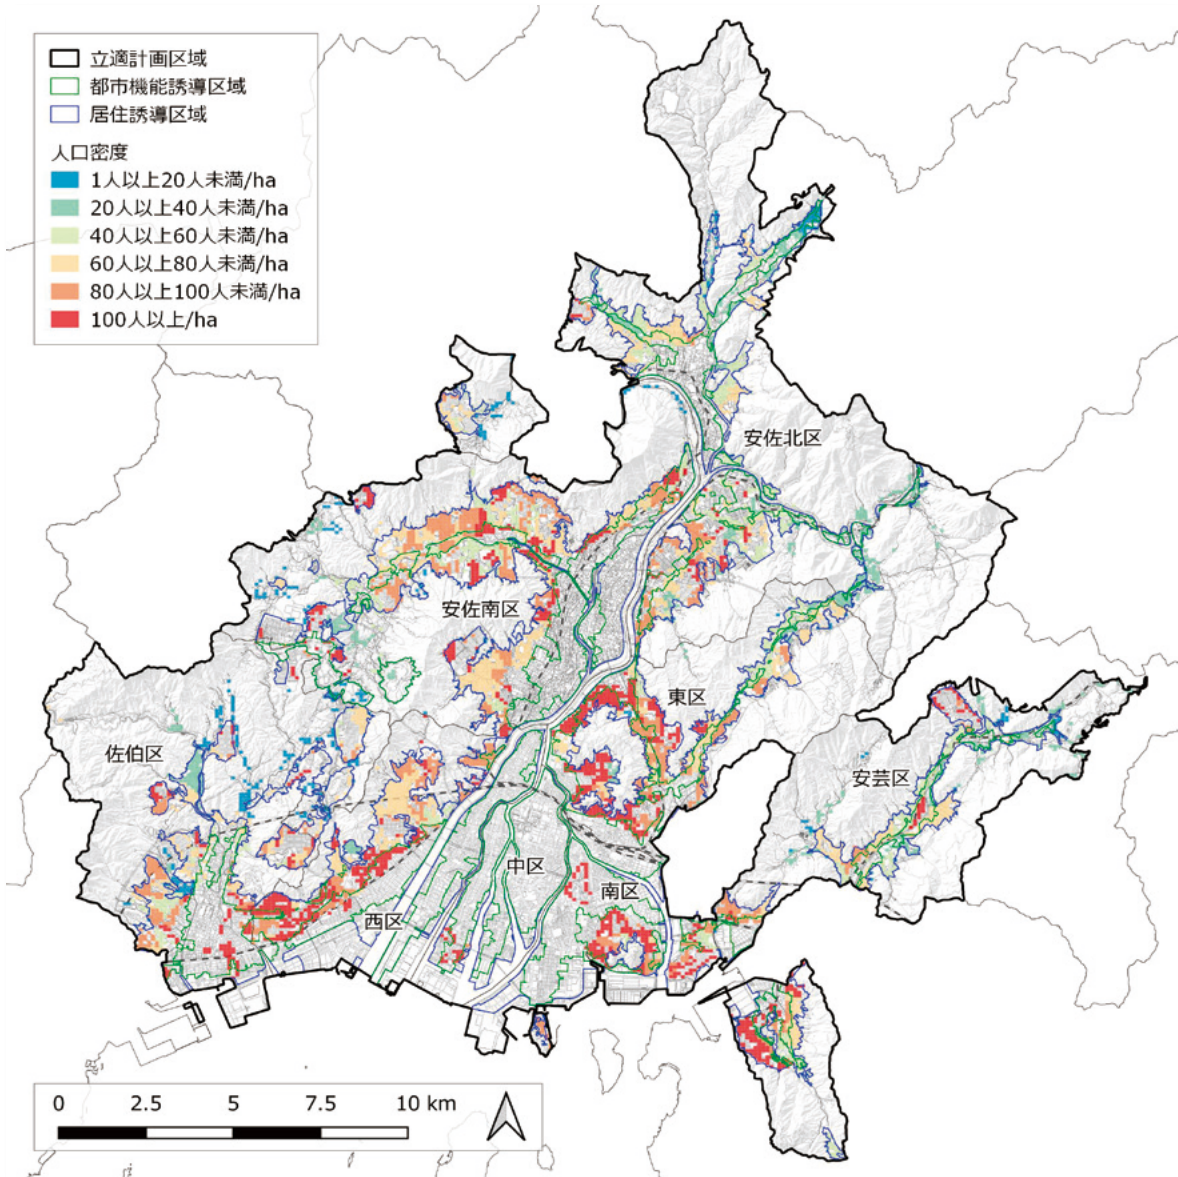 立適計画区域
都市機能誘導区域
居住誘導区域
人口密度
1人以上20人未満/ha
20人以上40人未満/ha
40人以上60人未満/ha
60人以上80人未満/ha
80人以上100人未満/ha
100人以上/ha
安佐北区
安佐南区
東区
佐伯区
安芸区
中区
南区
西区
0 2.5 5 7.5 10 km